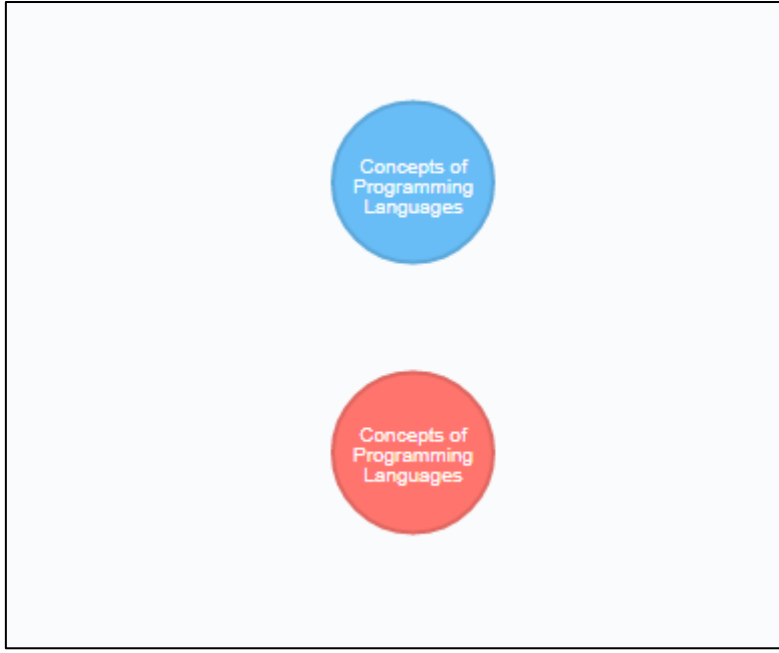 Concepts of
Programming
Languages
Concepts of
Programming
Languages